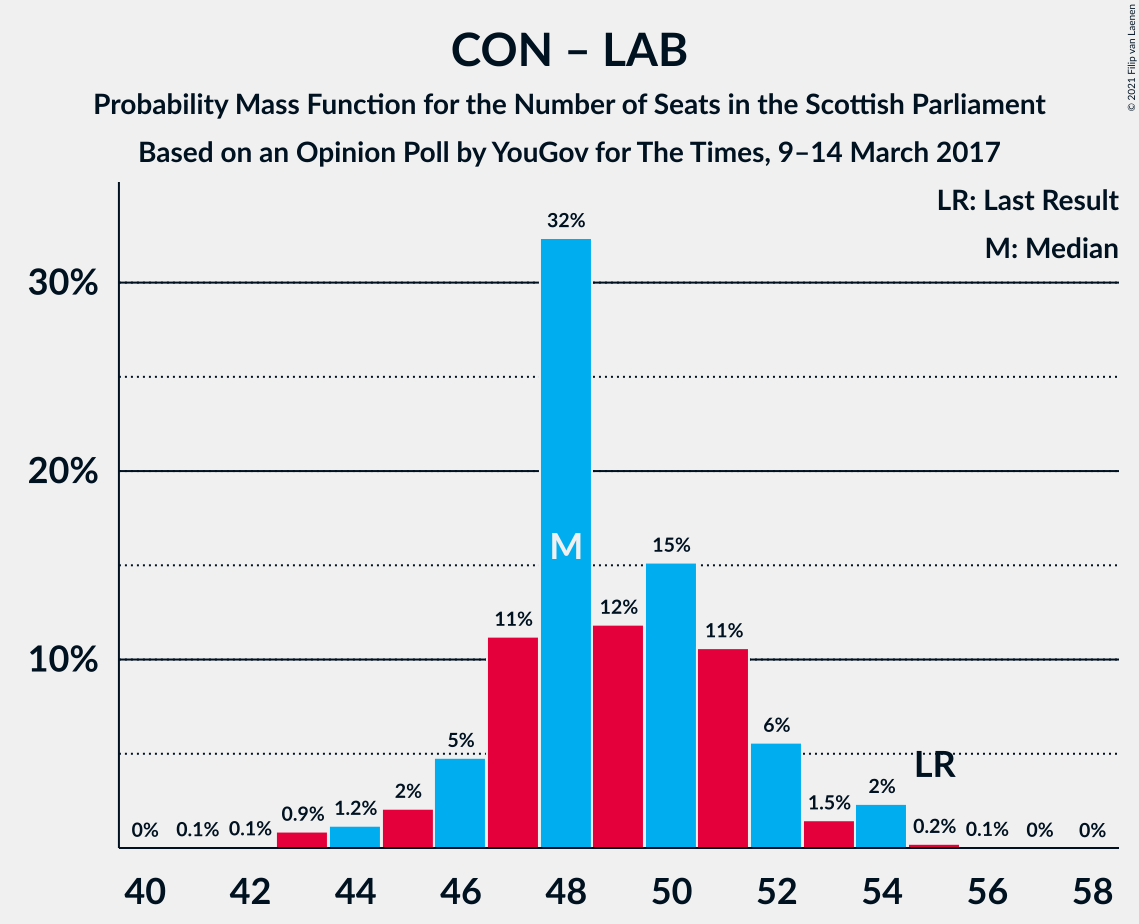 CON – LAB
Probability Mass Function for the Number of Seats in the Scottish Parliament
Based on an Opinion Poll by YouGov for The Times, 9–14 March 2017
© 2021 Filip van Laenen
LR: Last Result
M: Median
30%
20%
10%
0%
0.1%
0.1%
0.9%
1.2%
2%
5%
11%
32%
M
12%
15%
11%
6%
1.5%
2%
LR
0.2%
0.1%
0%
0%
40 42 44 46 48 50 52 54 56 58